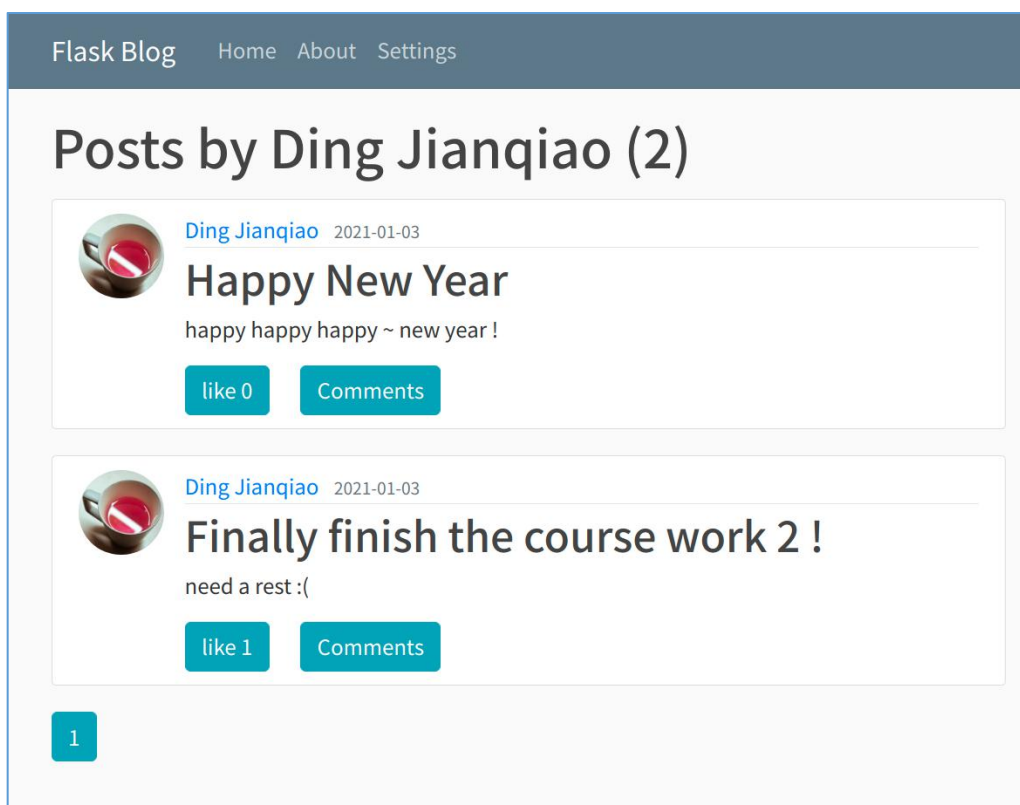 Flask Blog Home About Settings
Posts by Ding Jianqiao (2)
Ding Jianqiao 2021-01-03
Happy New Year
happy happy happy ~ new year !
like 0 Comments
Ding Jianqiao 2021-01-03
Finally finish the course work 2 !
need a rest :(
like 1 Comments
1